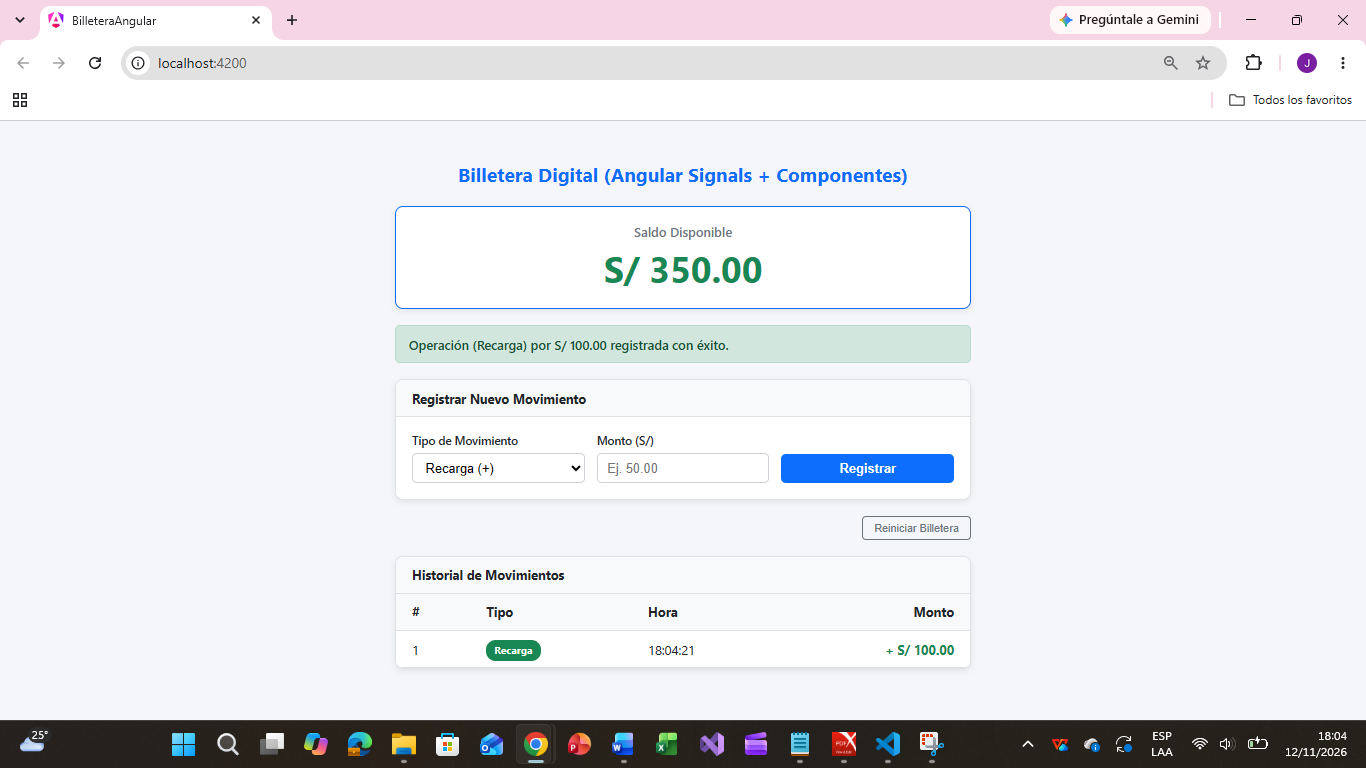 BilleteraAngular
Pregúntale a Gemini
localhost:4200
J
Todos los favoritos
Billetera Digital (Angular Signals + Componentes)
Saldo Disponible
S/ 350.00
Operación (Recarga) por S/ 100.00 registrada con éxito.
Registrar Nuevo Movimiento
Tipo de Movimiento Monto (S/)
Recarga (+) Ej. 50.00 Registrar
Reiniciar Billetera
Historial de Movimientos
# Tipo Hora Monto
1 Recarga 18:04:21 + S/ 100.00
25°
ESP
LAA
18:04
12/11/2026